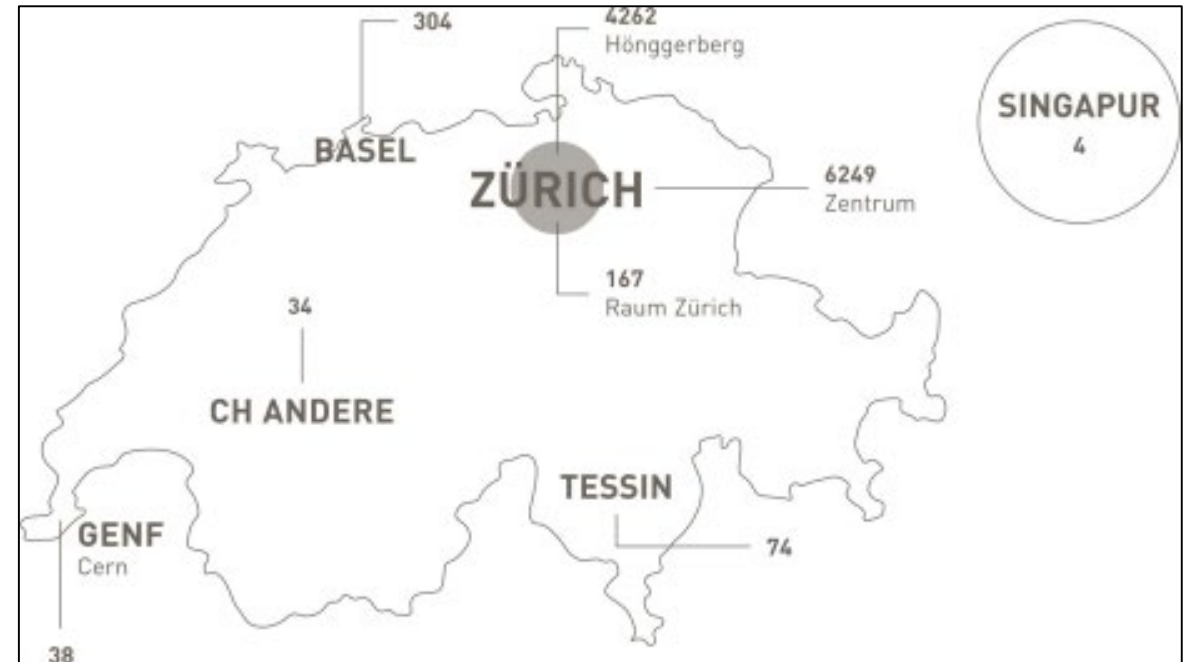 304
4262
Hönggerberg
SINGAPUR
4
BASEL
ZÜRICH
6249
Zentrum
167
Raum Zürich
34
CH ANDERE
TESSIN
74
GENF
Cern
38